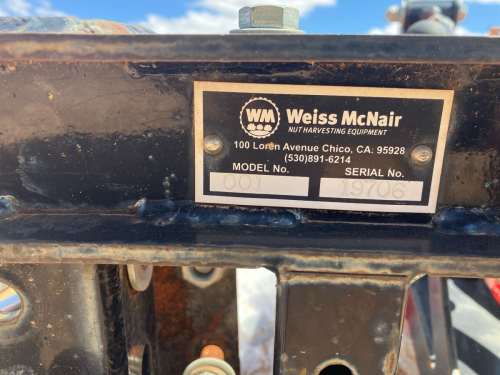 WM Weiss McNair
NUT HARVESTING EQUIPMENT
100 Loren Avenue Chico, CA. 95928
(530)891-6214
MODEL No. SERIAL No.
001 19706